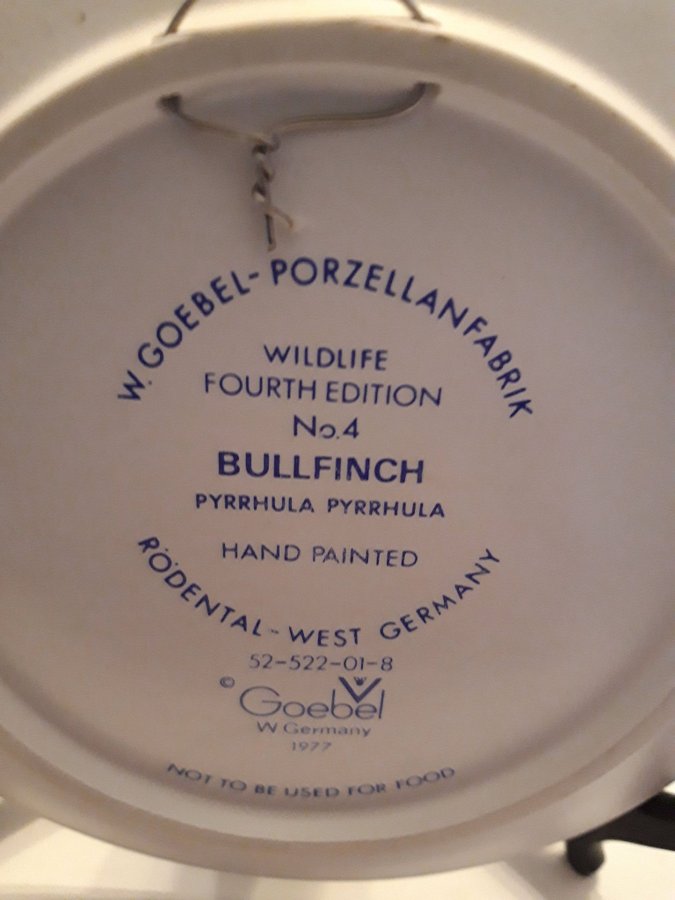 W. GOEBEL-PORZELLANFABRIK
WILDLIFE
FOURTH EDITION
No. 4
BULLFINCH
PYRRHULA PYRRHULA
HAND PAINTED
RÖDENTAL-WEST GERMANY
52-522-01-8
© Goebel
W Germany
1977
NOT TO BE USED FOR FOOD